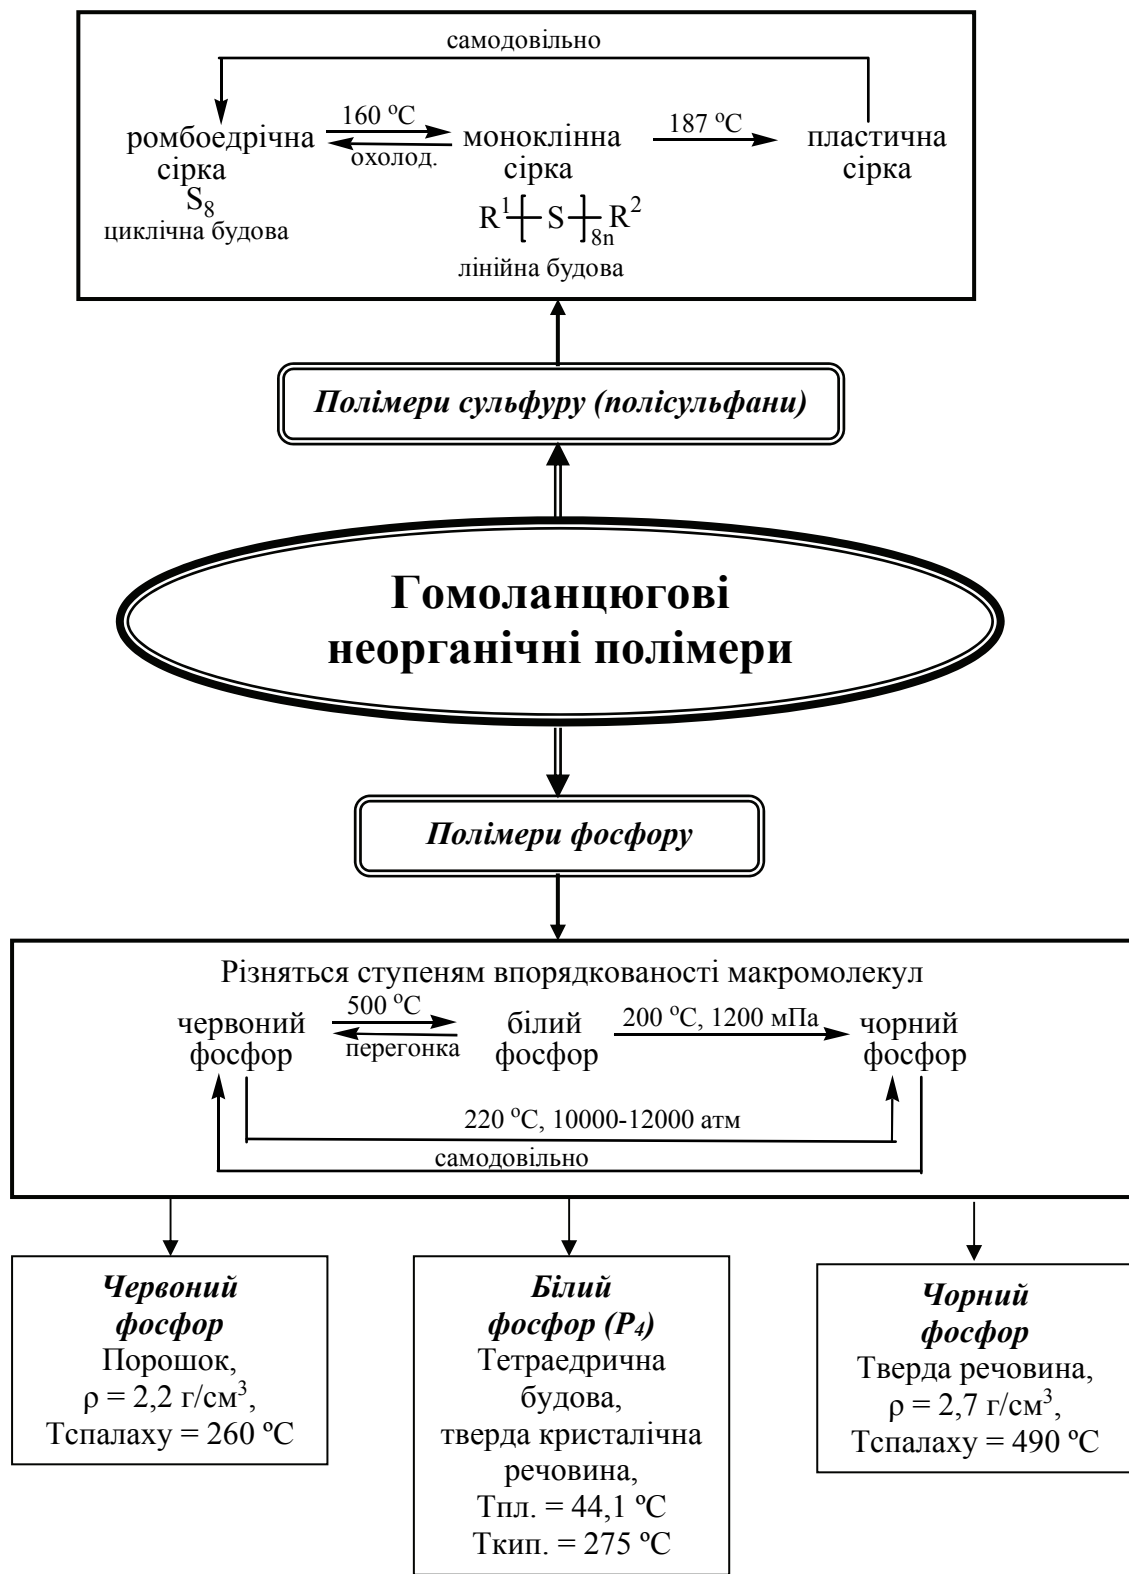 самодовільно
ромбоедрічна
сірка
S₈
циклічна будова
160 ºC
охолод.
моноклінна
сірка
R¹-[-S-]-₈ₙR²
лінійна будова
187 ºC
пластична
сірка
Полімери сульфуру (полісульфани)
Гомоланцюгові
неорганічні полімери
Полімери фосфору
Різняться ступеням впорядкованості макромолекул
червоний
фосфор
500 ºC
перегонка
білий
фосфор
200 ºC, 1200 мПа
чорний
фосфор
220 ºC, 10000-12000 атм
самодовільно
Червоний
фосфор
Порошок,
ρ = 2,2 г/см³,
Тспалаху = 260 ºС
Білий
фосфор (P₄)
Тетраедрична
будова,
тверда кристалічна
речовина,
Тпл. = 44,1 ºС
Ткип. = 275 ºС
Чорний
фосфор
Тверда речовина,
ρ = 2,7 г/см³,
Тспалаху = 490 ºС